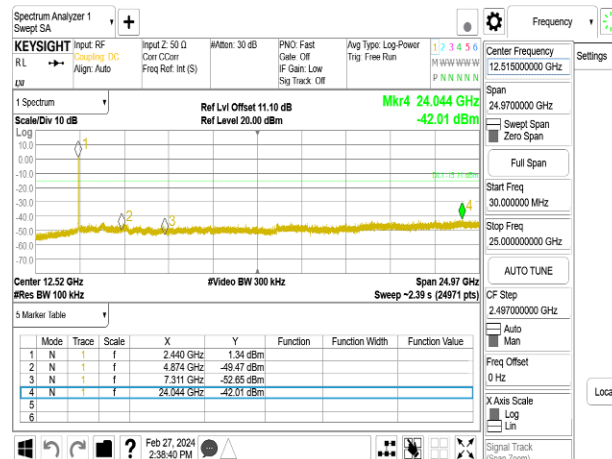 Spectrum Analyzer 1
Swept SA
+
Frequency
KEYSIGHT
RL
Input: RF
Coupling: DC
Align: Auto
Input Z: 50 Ω
Corr CCorr
Freq Ref: Int (S)
#Atten: 30 dB
PNO: Fast
Gate: Off
IF Gain: Low
Sig Track: Off
Avg Type: Log-Power
Trig: Free Run
1 2 3 4 5 6
M W W W W W
P N N N N N
Center Frequency
12.515000000 GHz
Settings
Span
24.9700000 GHz
Swept Span
Zero Span
Full Span
Start Freq
30.000000 MHz
Stop Freq
25.000000000 GHz
AUTO TUNE
CF Step
2.497000000 GHz
Auto
Man
Freq Offset
0 Hz
X Axis Scale
Log
Lin
Signal Track
(Span Zoom)
Loca
1 Spectrum
Scale/Div 10 dB
Ref Lvl Offset 11.10 dB
Ref Level 20.00 dBm
Mkr4 24.044 GHz
-42.01 dBm
Log
10.0
0.00
-10.0
-20.0
-30.0
-40.0
-50.0
-60.0
-70.0
1
2
3
4
Center 12.52 GHz
#Res BW 100 kHz
#Video BW 300 kHz
Span 24.97 GHz
Sweep ~2.39 s (24971 pts)
5 Marker Table
Mode Trace Scale X Y Function Function Width Function Value
1 N 1 f 2.440 GHz 1.34 dBm
2 N 1 f 4.874 GHz -49.47 dBm
3 N 1 f 7.311 GHz -52.65 dBm
4 N 1 f 24.044 GHz -42.01 dBm
5
6
?
Feb 27, 2024
2:38:40 PM